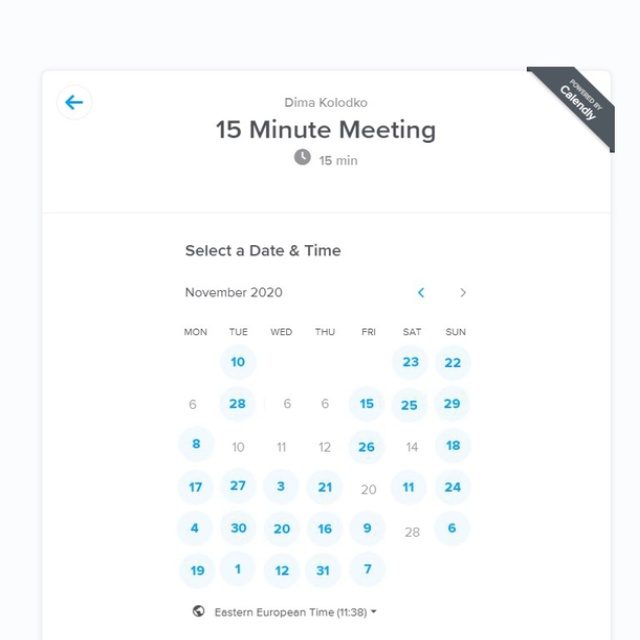 POWERED BY
Calendly
Dima Kolodko
15 Minute Meeting
15 min
Select a Date & Time
November 2020
MON TUE WED THU FRI SAT SUN
10 23 22
6 28 6 6 15 25 29
8 10 11 12 26 14 18
17 27 3 21 20 11 24
4 30 20 16 9 28 6
19 1 12 31 7
Eastern European Time (11:38)